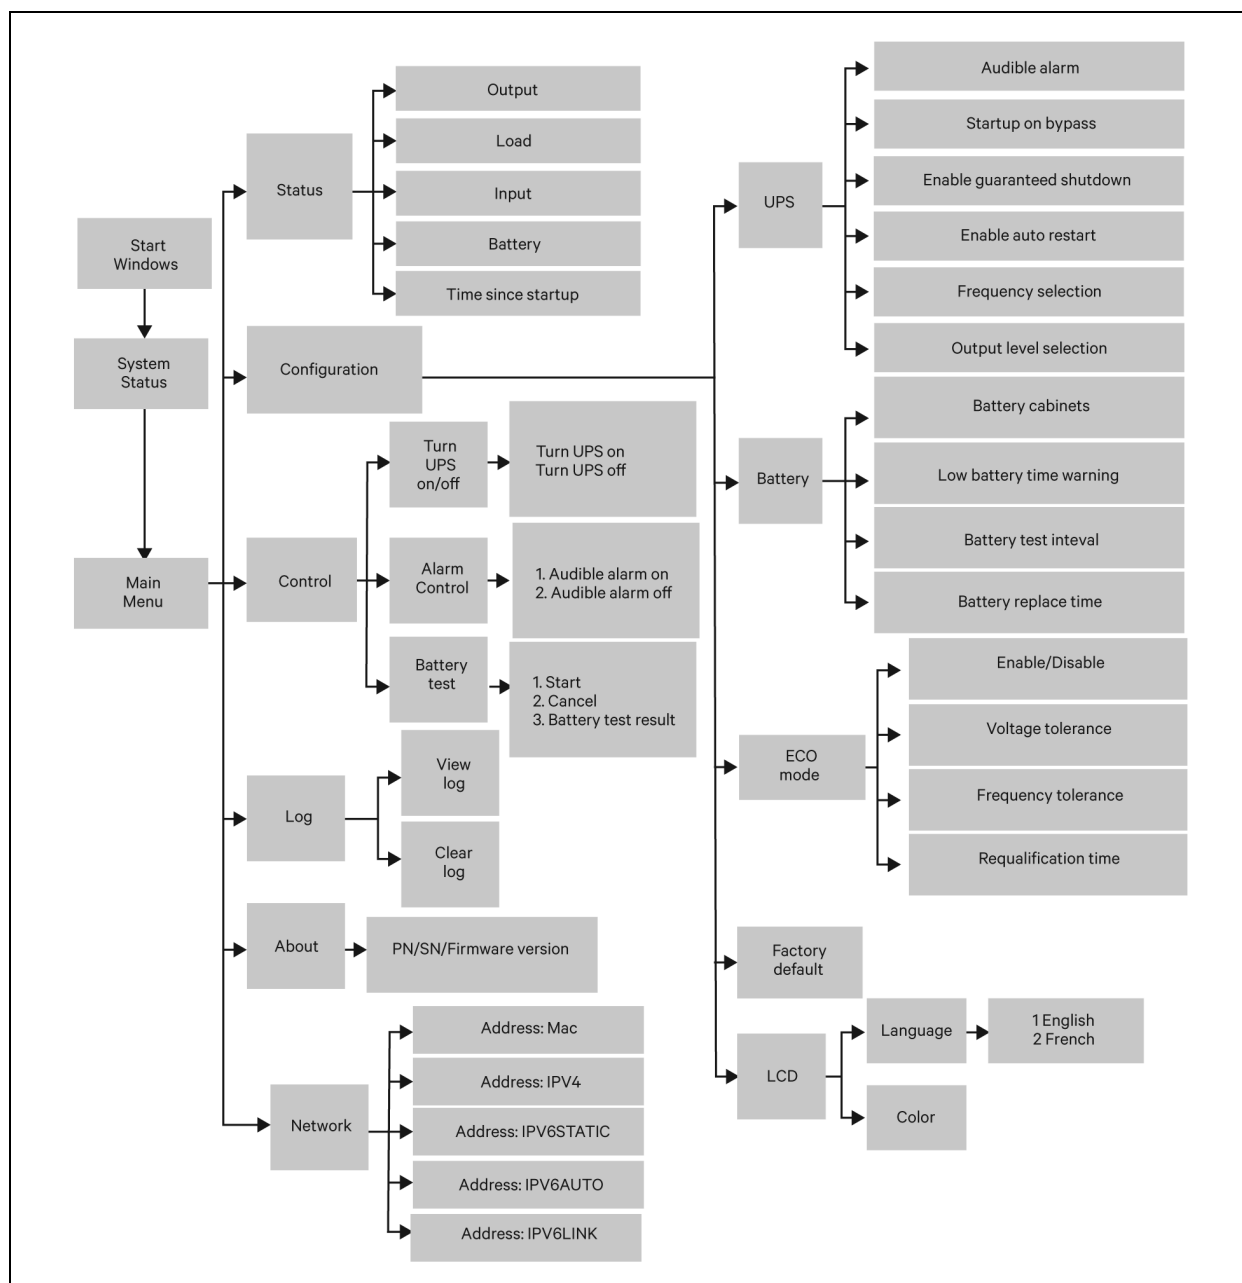 Start
Windows
System
Status
Main
Menu
Status
Output
Load
Input
Battery
Time since startup
Configuration
Control
Turn
UPS
on/off
Turn UPS on
Turn UPS off
Alarm
Control
1. Audible alarm on
2. Audible alarm off
Battery
test
1. Start
2. Cancel
3. Battery test result
Log
View
log
Clear
log
About
PN/SN/Firmware version
Network
Address: Mac
Address: IPV4
Address: IPV6STATIC
Address: IPV6AUTO
Address: IPV6LINK
UPS
Audible alarm
Startup on bypass
Enable guaranteed shutdown
Enable auto restart
Frequency selection
Output level selection
Battery
Battery cabinets
Low battery time warning
Battery test inteval
Battery replace time
ECO
mode
Enable/Disable
Voltage tolerance
Frequency tolerance
Requalification time
Factory
default
LCD
Language
1 English
2 French
Color